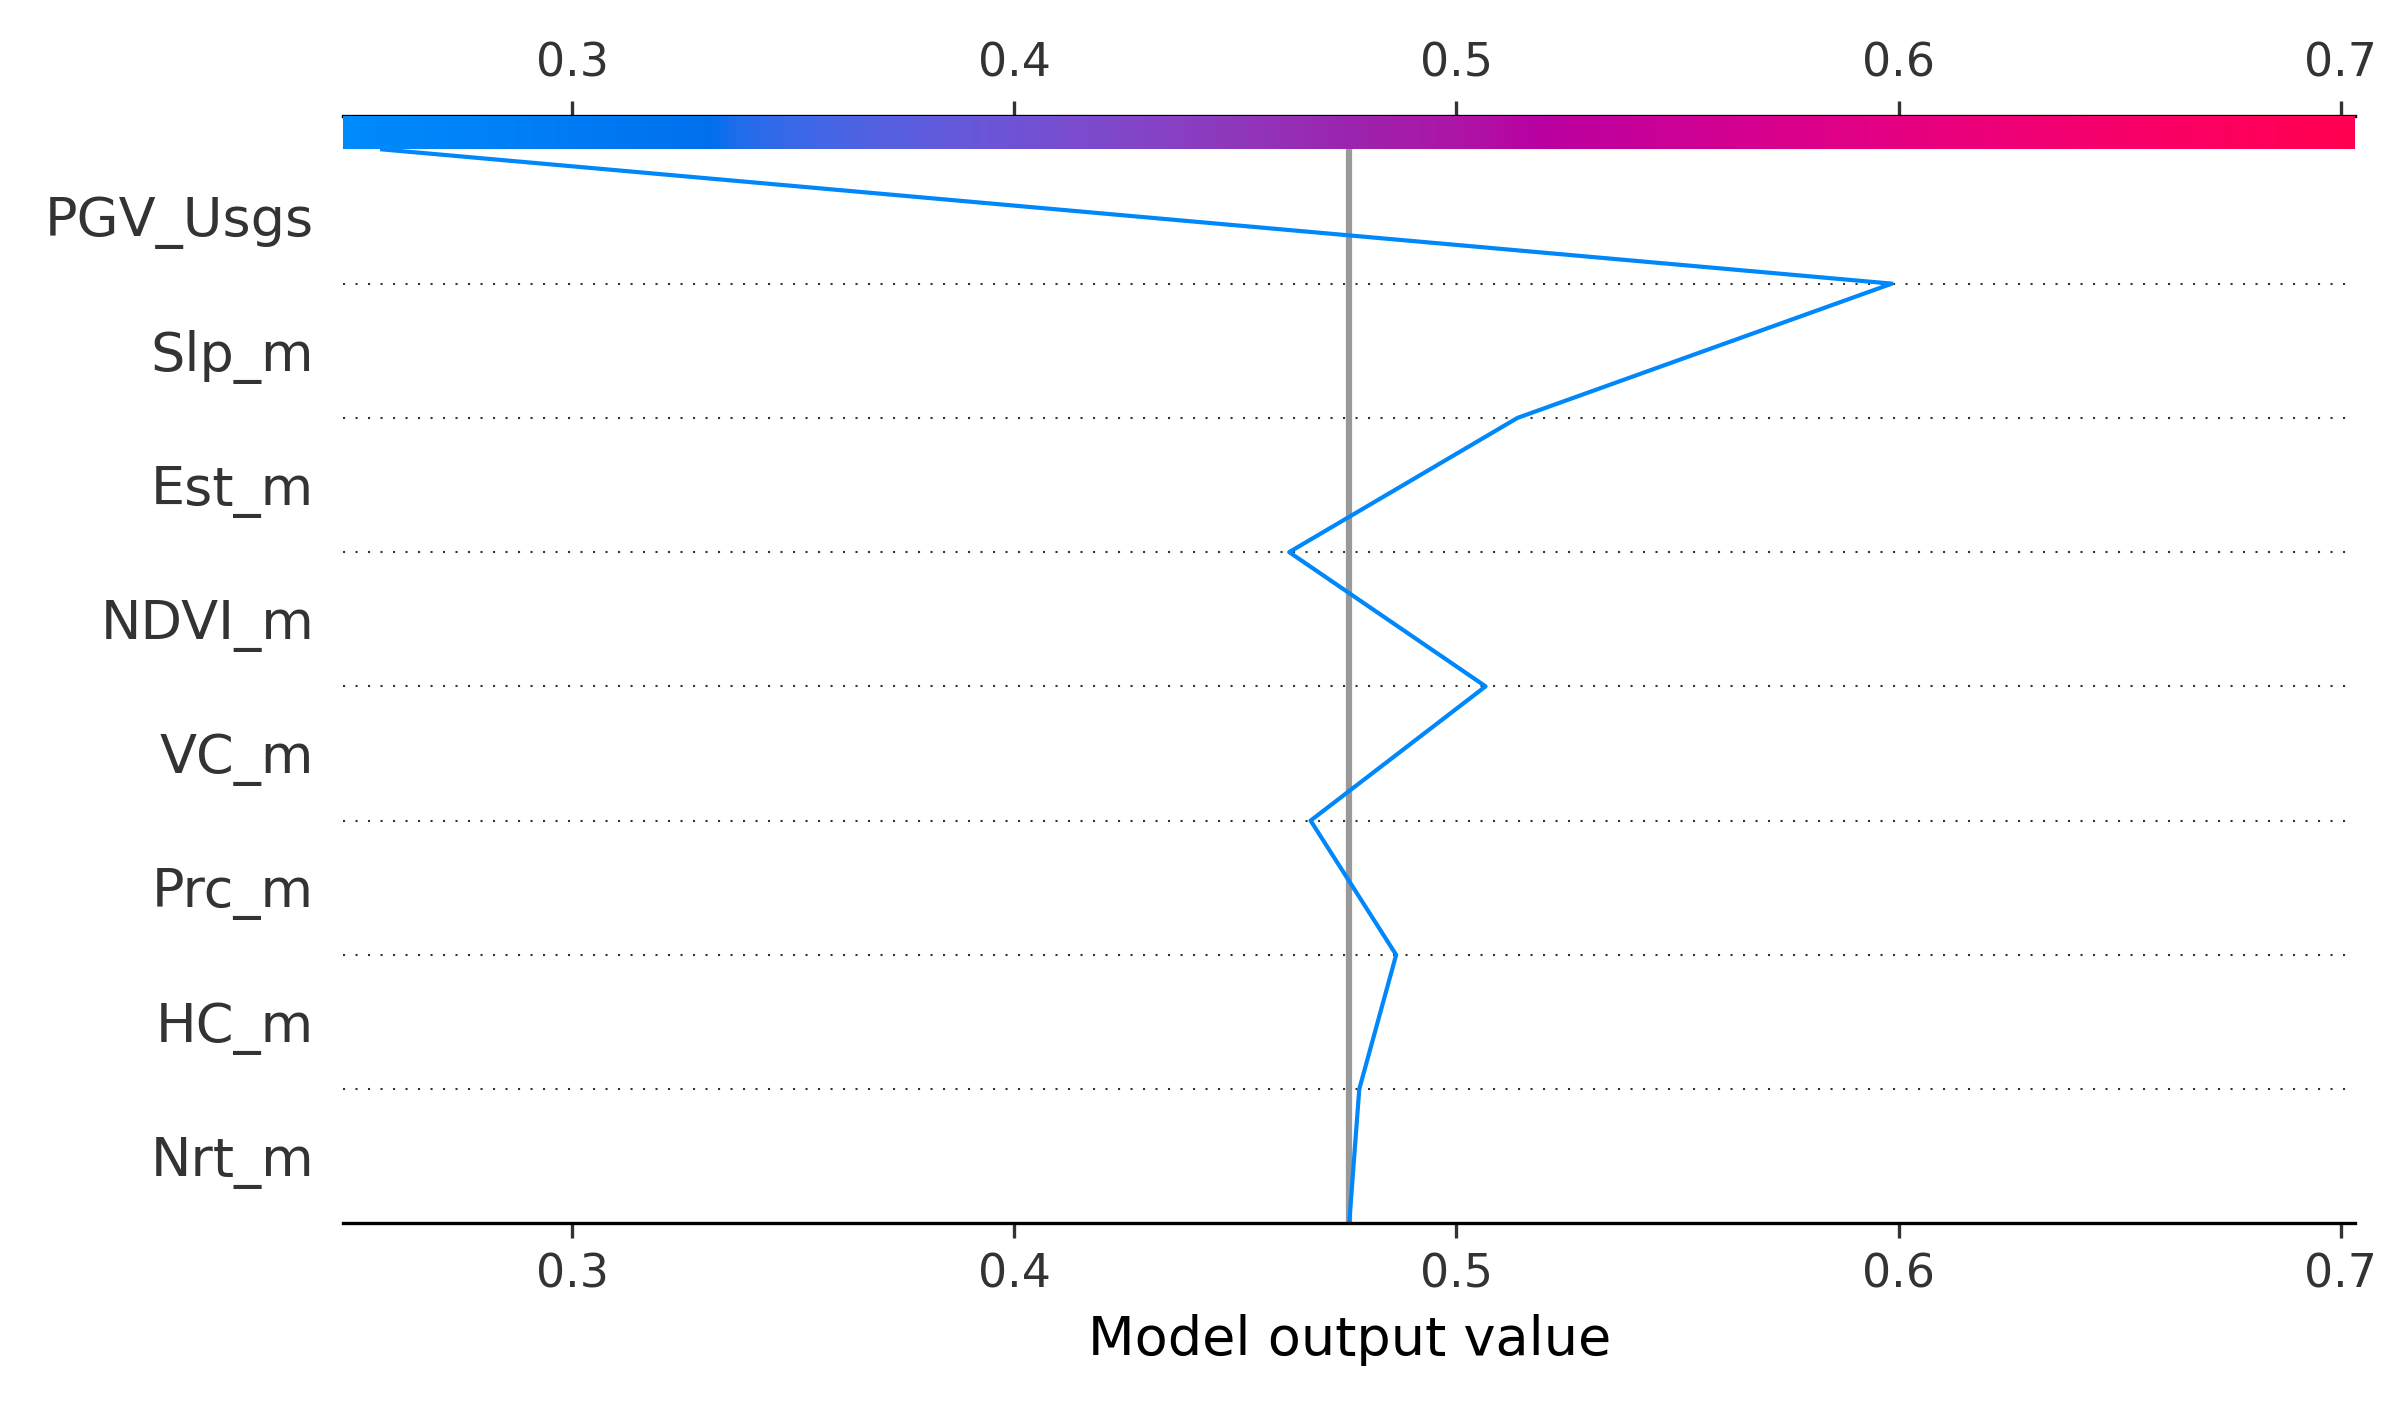 0.3 0.4 0.5 0.6 0.7
PGV_Usgs
Slp_m
Est_m
NDVI_m
VC_m
Prc_m
HC_m
Nrt_m
0.3 0.4 0.5 0.6 0.7
Model output value